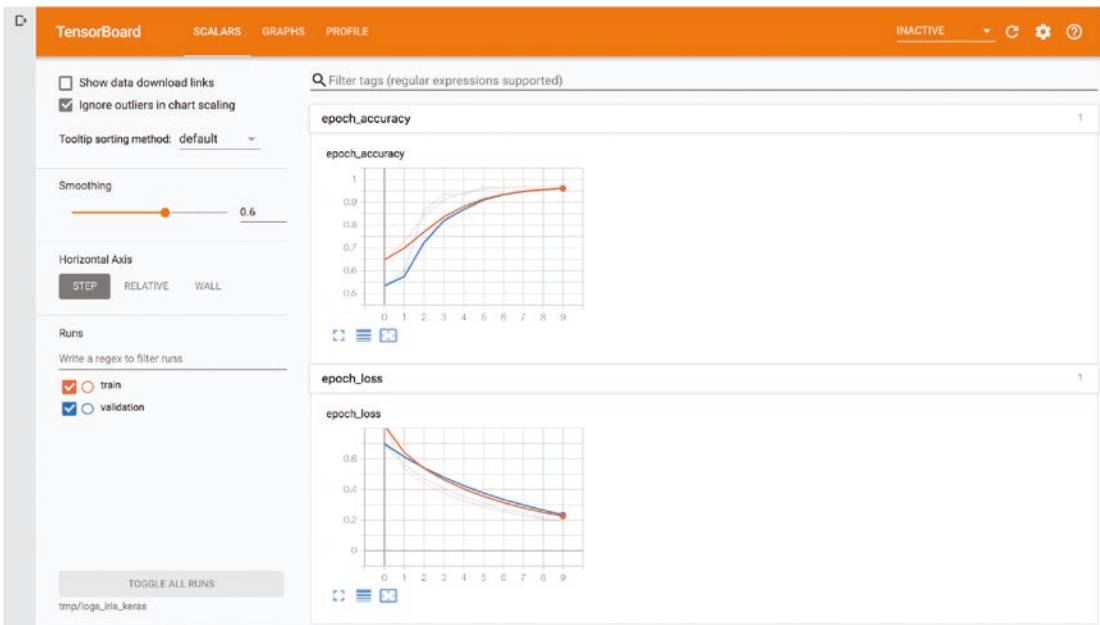 TensorBoard SCALARS GRAPHS PROFILE INACTIVE
Show data download links
Ignore outliers in chart scaling
Tooltip sorting method: default
Smoothing
0.6
Horizontal Axis
STEP RELATIVE WALL
Runs
Write a regex to filter runs
train
validation
TOGGLE ALL RUNS
tmp/logs_iris_keras
Filter tags (regular expressions supported)
epoch_accuracy 1
epoch_accuracy
1
0.9
0.8
0.7
0.6
0.5
0 1 2 3 4 5 6 7 8 9
epoch_loss 1
epoch_loss
0.6
0.4
0.2
0
0 1 2 3 4 5 6 7 8 9